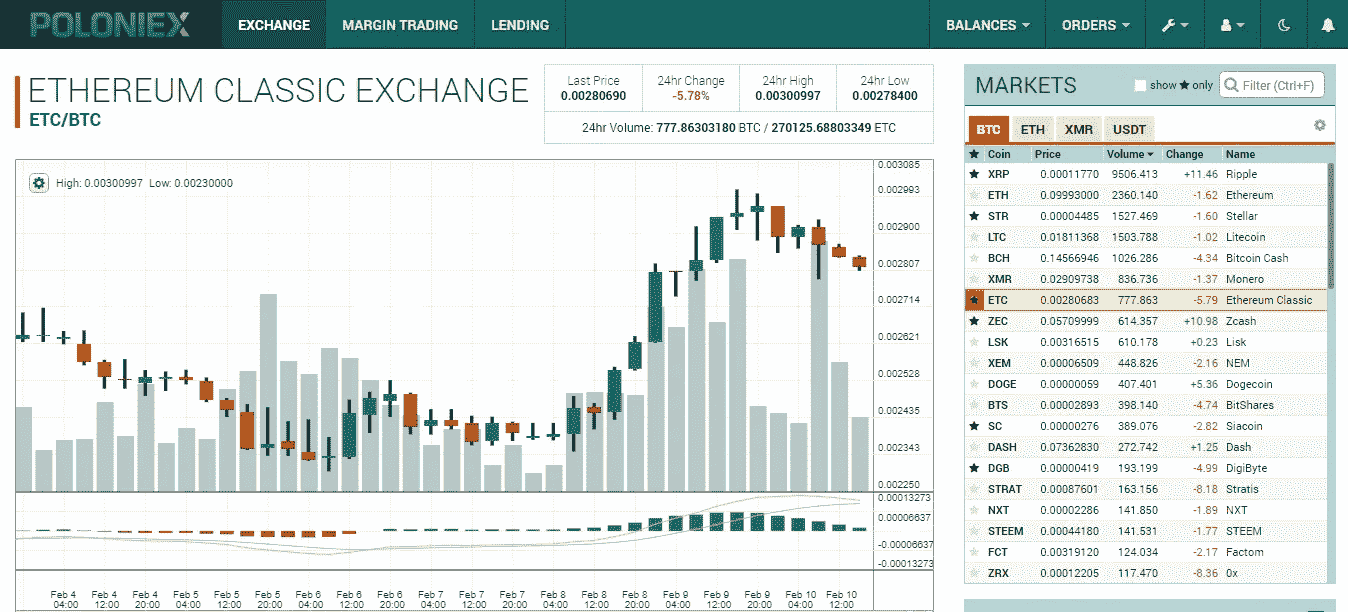 POLONIEX EXCHANGE MARGIN TRADING LENDING BALANCES ORDERS
ETHEREUM CLASSIC EXCHANGE
ETC/BTC
Last Price 24hr Change 24hr High 24hr Low
0.00280690 -5.78% 0.00300997 0.00278400
24hr Volume: 777.86303180 BTC / 270125.68803349 ETC
High: 0.00300997 Low: 0.00230000
0.003085
0.002993
0.002900
0.002807
0.002714
0.002621
0.002528
0.002435
0.002343
0.002250
0.00013273
0.00006637
-0.00006637
-0.00013273
Feb 4 Feb 4 Feb 4 Feb 5 Feb 5 Feb 5 Feb 6 Feb 6 Feb 6 Feb 7 Feb 7 Feb 7 Feb 8 Feb 8 Feb 8 Feb 9 Feb 9 Feb 9 Feb 10 Feb 10
04:00 12:00 20:00 04:00 12:00 20:00 04:00 12:00 20:00 04:00 12:00 20:00 04:00 12:00 20:00 04:00 12:00 20:00 04:00 12:00
MARKETS show ★ only Filter (Ctrl+F)
BTC ETH XMR USDT
★ Coin Price Volume Change Name
XRP 0.00011770 9506.413 +11.46 Ripple
ETH 0.09993000 2360.140 -1.62 Ethereum
STR 0.00004485 1527.469 -1.60 Stellar
LTC 0.01811368 1503.788 -1.02 Litecoin
BCH 0.14566946 1026.286 -4.34 Bitcoin Cash
XMR 0.02909738 836.736 -1.37 Monero
ETC 0.00280683 777.863 -5.79 Ethereum Classic
ZEC 0.05709999 614.357 +10.98 Zcash
LSK 0.00316515 610.178 +0.23 Lisk
XEM 0.00006509 448.826 -2.16 NEM
DOGE 0.00000059 407.401 +5.36 Dogecoin
BTS 0.00002893 398.140 -4.74 BitShares
SC 0.00000276 389.076 -2.82 Siacoin
DASH 0.07362830 272.742 +1.25 Dash
DGB 0.00000419 193.199 -4.99 DigiByte
STRAT 0.00087601 163.156 -8.18 Stratis
NXT 0.00002286 141.850 -1.89 NXT
STEEM 0.00044180 141.531 -1.77 STEEM
FCT 0.00319120 124.034 -2.17 Factom
ZRX 0.00012205 117.470 -8.36 0x